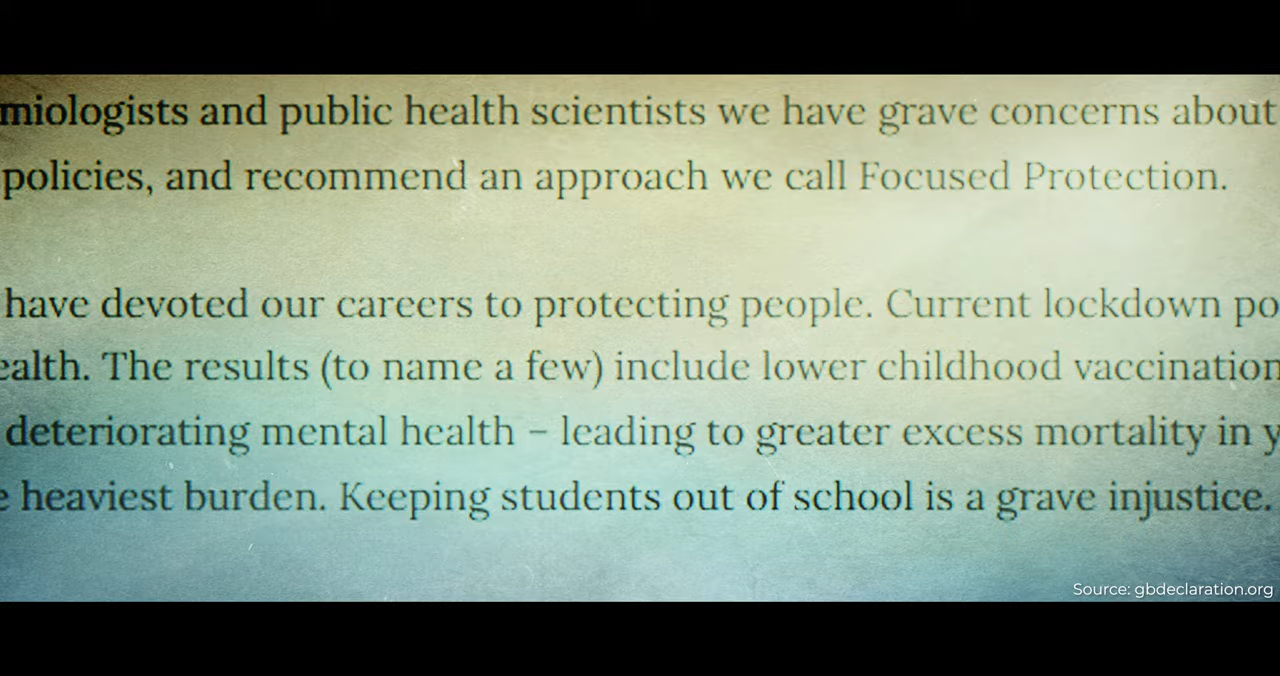 miologists and public health scientists we have grave concerns about
policies, and recommend an approach we call Focused Protection.
have devoted our careers to protecting people. Current lockdown po
ealth. The results (to name a few) include lower childhood vaccination
deteriorating mental health – leading to greater excess mortality in y
e heaviest burden. Keeping students out of school is a grave injustice.
Source: gbdeclaration.org